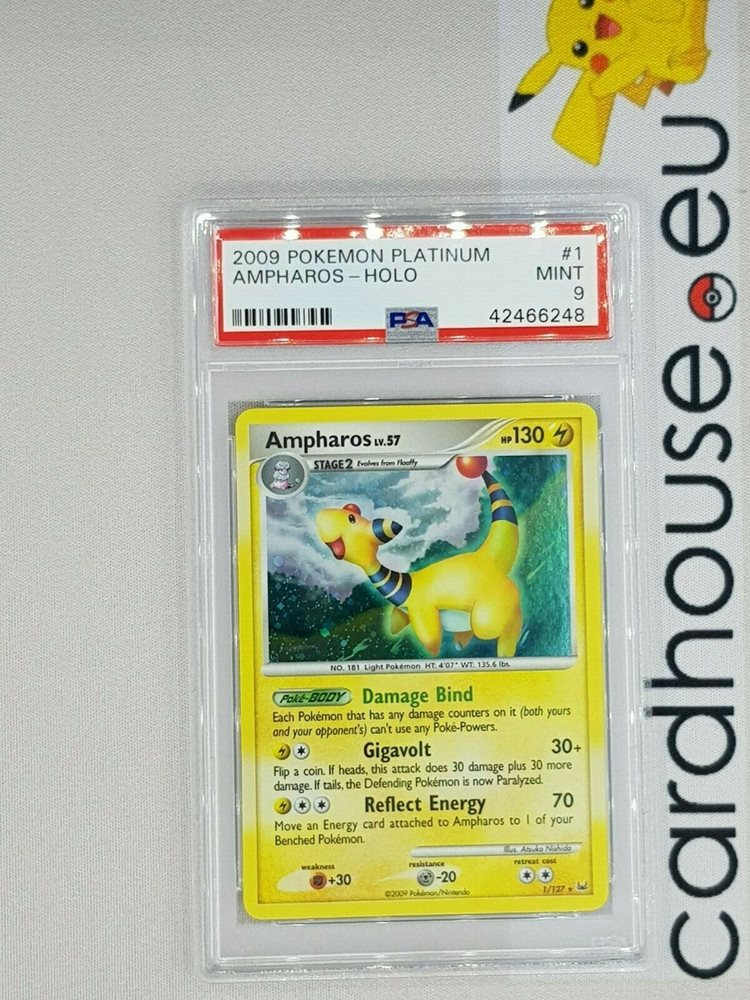 2009 POKEMON PLATINUM #1
AMPHAROS - HOLO MINT
9
PSA 42466248
Ampharos LV.57 HP 130
STAGE 2 Evolves from Flaaffy
NO. 181 Light Pokémon HT: 4'07" WT: 135.6 lbs.
Poké-BODY Damage Bind
Each Pokémon that has any damage counters on it (both yours
and your opponent's) can't use any Poké-Powers.
Gigavolt 30+
Flip a coin. If heads, this attack does 30 damage plus 30 more
damage. If tails, the Defending Pokémon is now Paralyzed.
Reflect Energy 70
Move an Energy card attached to Ampharos to 1 of your
Benched Pokémon.
Illus. Atsuko Nishida
weakness resistance retreat cost
+30 -20
©2009 Pokémon/Nintendo 1/127 ★
cardhouse.eu